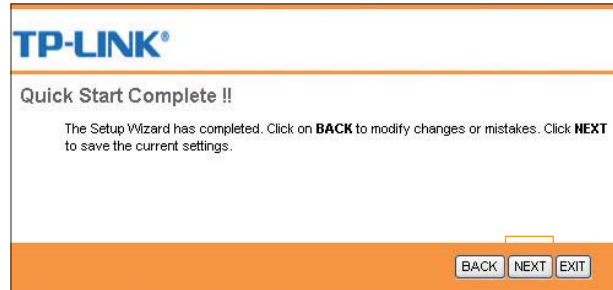 TP-LINK®
Quick Start Complete !!
The Setup Wizard has completed. Click on BACK to modify changes or mistakes. Click NEXT
to save the current settings.
BACK NEXT EXIT